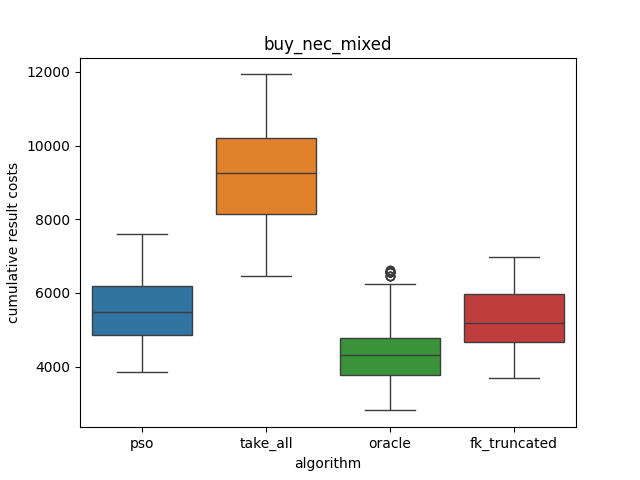 buy_nec_mixed
12000
10000
8000
6000
4000
cumulative result costs
pso
take_all
oracle
fk_truncated
algorithm